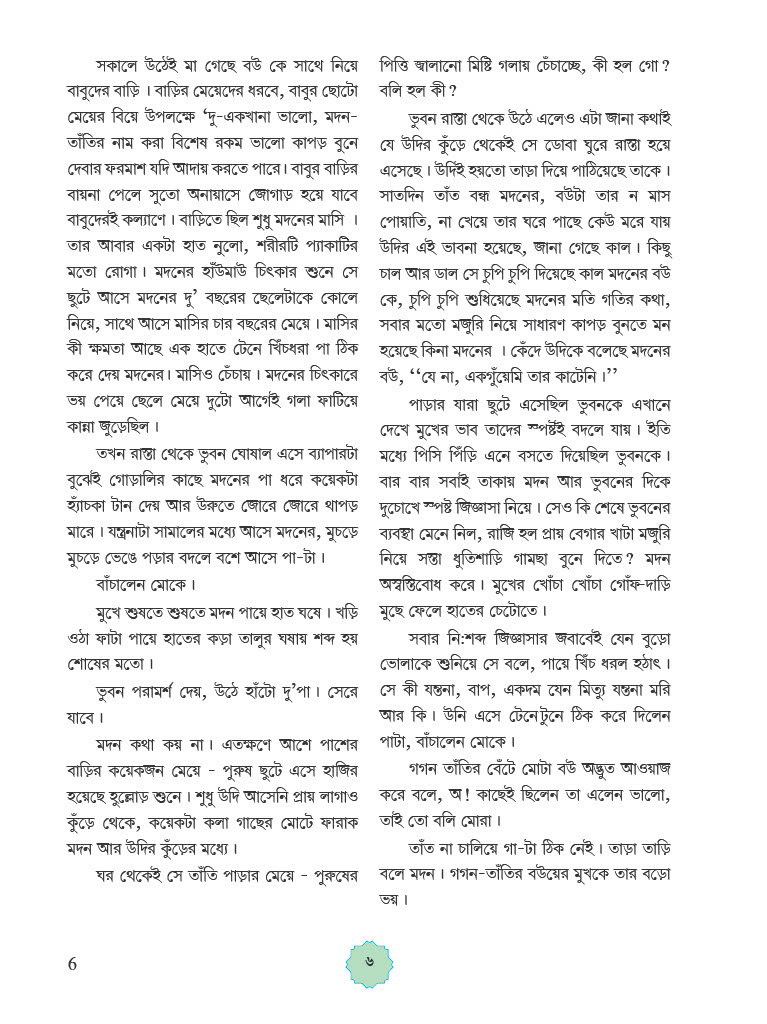 সকালে উঠেই মা গেছে বউ কে সাথে নিয়ে
বাবুদের বাড়ি । বাড়ির মেয়েদের ধরবে, বাবুর ছোটো
মেয়ের বিয়ে উপলক্ষে ‘দু-একখানা ভালো, মদন-
তাঁতির নাম করা বিশেষ রকম ভালো কাপড় বুনে
দেবার ফরমাশ যদি আদায় করতে পারে। বাবুর বাড়ির
বায়না পেলে সুতো অনায়াসে জোগাড় হয়ে যাবে
বাবুদেরই কল্যাণে । বাড়িতে ছিল শুধু মদনের মাসি ।
তার আবার একটা হাত নুলো, শরীরটি প্যাকাটির
মতো রোগা । মদনের হাঁউমাউ চিৎকার শুনে সে
ছুটে আসে মদনের দু’ বছরের ছেলেটাকে কোলে
নিয়ে, সাথে আসে মাসির চার বছরের মেয়ে । মাসির
কী ক্ষমতা আছে এক হাতে টেনে খিঁচধরা পা ঠিক
করে দেয় মদনের। মাসিও চেঁচায় । মদনের চিৎকারে
ভয় পেয়ে ছেলে মেয়ে দুটো আগেই গলা ফাটিয়ে
কান্না জুড়েছিল ।
তখন রাস্তা থেকে ভুবন ঘোষাল এসে ব্যাপারটা
বুঝেই গোড়ালির কাছে মদনের পা ধরে কয়েকটা
হ্যাঁচকা টান দেয় আর উরুতে জোরে জোরে থাপড়
মারে । যন্ত্রনাটা সামালের মধ্যে আসে মদনের, মুচড়ে
মুচড়ে ভেঙে পড়ার বদলে বশে আসে পা-টা ।
বাঁচালেন মোকে ।
মুখে শুষতে শুষতে মদন পায়ে হাত ঘষে । খড়ি
ওঠা ফাটা পায়ে হাতের কড়া তালুর ঘষায় শব্দ হয়
শোষের মতো ।
ভুবন পরামর্শ দেয়, উঠে হাঁটো দু’পা । সেরে
যাবে ।
মদন কথা কয় না । এতক্ষণে আশে পাশের
বাড়ির কয়েকজন মেয়ে - পুরুষ ছুটে এসে হাজির
হয়েছে হুল্লোড় শুনে । শুধু উদি আসেনি প্রায় লাগাও
কুঁড়ে থেকে, কয়েকটা কলা গাছের মোটে ফারাক
মদন আর উদির কুঁড়ের মধ্যে ।
ঘর থেকেই সে তাঁতি পাড়ার মেয়ে - পুরুষের
পিত্তি জ্বালানো মিষ্টি গলায় চেঁচাচ্ছে, কী হল গো ?
বলি হল কী ?
ভুবন রাস্তা থেকে উঠে এলেও এটা জানা কথাই
যে উদির কুঁড়ে থেকেই সে ডোবা ঘুরে রাস্তা হয়ে
এসেছে । উদিই হয়তো তাড়া দিয়ে পাঠিয়েছে তাকে ।
সাতদিন তাঁত বন্ধ মদনের, বউটা তার ন মাস
পোয়াতি, না খেয়ে তার ঘরে পাছে কেউ মরে যায়
উদির এই ভাবনা হয়েছে, জানা গেছে কাল । কিছু
চাল আর ডাল সে চুপি চুপি দিয়েছে কাল মদনের বউ
কে, চুপি চুপি শুধিয়েছে মদনের মতি গতির কথা,
সবার মতো মজুরি নিয়ে সাধারণ কাপড় বুনতে মন
হয়েছে কিনা মদনের । কেঁদে উদিকে বলেছে মদনের
বউ, ‘‘যে না, একগুঁয়েমি তার কাটেনি ।’’
পাড়ার যারা ছুটে এসেছিল ভুবনকে এখানে
দেখে মুখের ভাব তাদের স্পষ্টই বদলে যায় । ইতি
মধ্যে পিসি পিঁড়ি এনে বসতে দিয়েছিল ভুবনকে ।
বার বার সবাই তাকায় মদন আর ভুবনের দিকে
দুচোখে স্পষ্ট জিজ্ঞাসা নিয়ে । সেও কি শেষে ভুবনের
ব্যবস্থা মেনে নিল, রাজি হল প্রায় বেগার খাটা মজুরি
নিয়ে সস্তা ধুতিশাড়ি গামছা বুনে দিতে ? মদন
অস্বস্তিবোধ করে । মুখের খোঁচা খোঁচা গোঁফ-দাড়ি
মুছে ফেলে হাতের চেটোতে ।
সবার নি:শব্দ জিজ্ঞাসার জবাবেই যেন বুড়ো
ভোলাকে শুনিয়ে সে বলে, পায়ে খিঁচ ধরল হঠাৎ ।
সে কী যন্তনা, বাপ, একদম যেন মিত্যু যন্তনা মরি
আর কি । উনি এসে টেনেটুনে ঠিক করে দিলেন
পাটা, বাঁচালেন মোকে ।
গগন তাঁতির বেঁটে মোটা বউ অদ্ভুত আওয়াজ
করে বলে, অ! কাছেই ছিলেন তা এলেন ভালো,
তাই তো বলি মোরা ।
তাঁত না চালিয়ে গা-টা ঠিক নেই । তাড়া তাড়ি
বলে মদন । গগন-তাঁতির বউয়ের মুখকে তার বড়ো
ভয় ।
6
৬